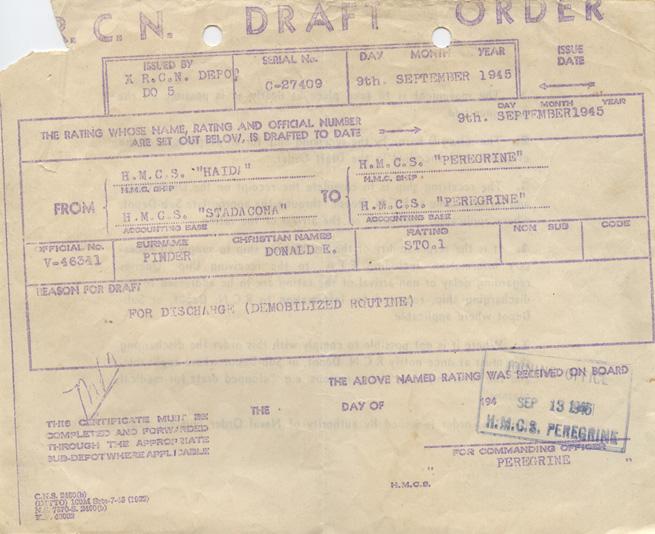 R.C.N. DRAFT ORDER
ISSUED BY
X R.C.N. DEPO
DO 5
SERIAL No.
C-27409
DAY MONTH YEAR
9th. SEPTEMBER 1945
ISSUE
DATE
THE RATING WHOSE NAME, RATING AND OFFICIAL NUMBER
ARE SET OUT BELOW, IS DRAFTED TO DATE
DAY MONTH YEAR
9th. SEPTEMBER 1945
FROM
H.M.C.S. "HAIDA"
H.M.C. SHIP
H.M.C.S. "STADACONA"
ACCOUNTING BASE
TO
H.M.C.S. "PEREGRINE"
H.M.C. SHIP
H.M.C.S. "PEREGRINE"
ACCOUNTING BASE
OFFICIAL No.
V-46341
SURNAME
PINDER
CHRISTIAN NAMES
DONALD E.
RATING
STO.1
NON SUB
CODE
REASON FOR DRAFT
FOR DISCHARGE (DEMOBILIZED ROUTINE)
THE ABOVE NAMED RATING WAS RECEIVED ON BOARD
THE DAY OF 194
OFFICE
SEP 13 1945
H.M.C.S. PEREGRINE
THIS CERTIFICATE MUST BE
COMPLETED AND FORWARDED
THROUGH THE APPROPRIATE
SUB-DEPOT WHERE APPLICABLE
FOR COMMANDING OFFICER
" PEREGRINE "
H.M.C.S.
C.N.S. 2460(b)